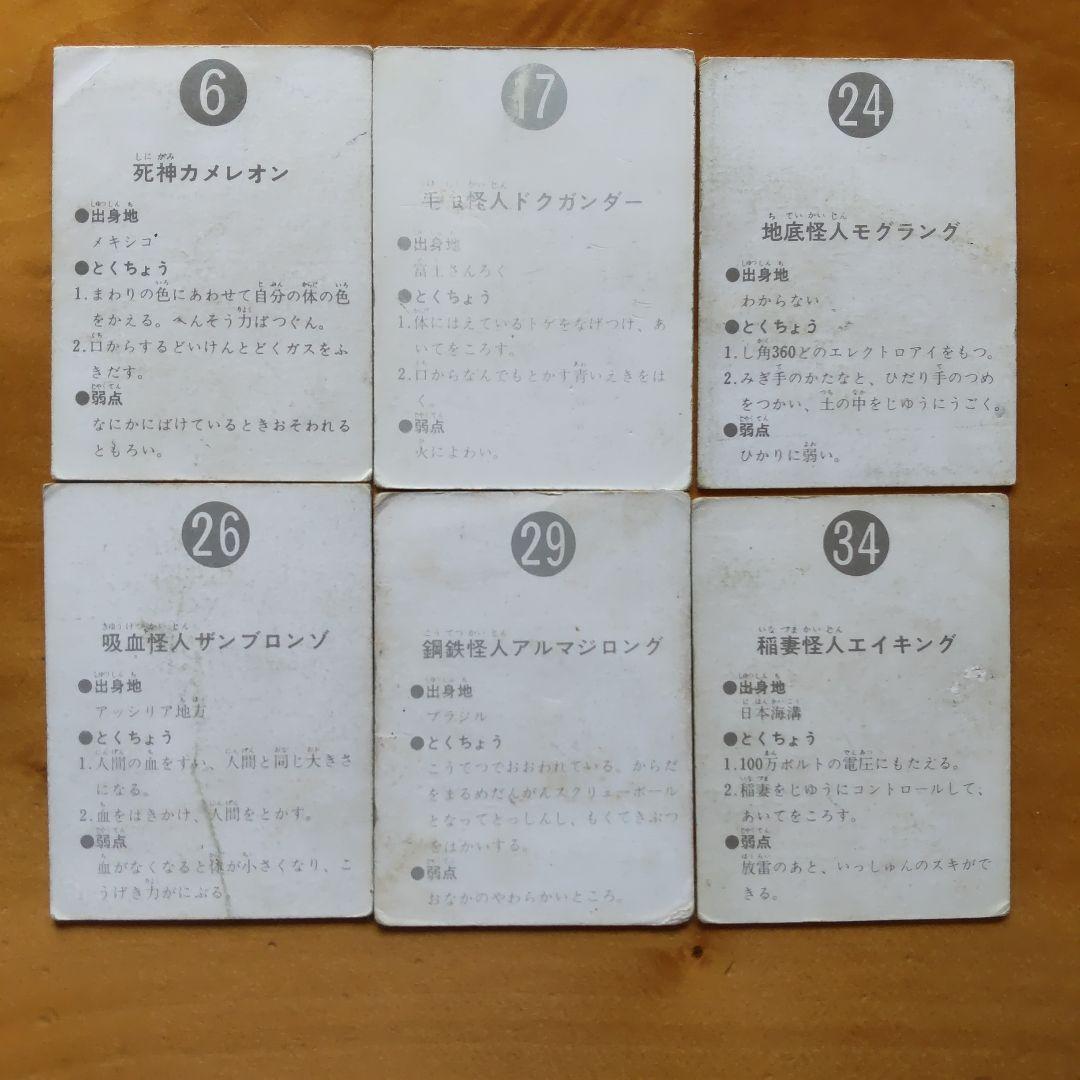 6
死神カメレオン
●出身地
メキシコ
●とくちょう
1.まわりの色にあわせて自分の体の色
をかえる。へんそう力ばつぐん。
2.口からするどいけんとどくガスをふ
きだす。
●弱点
なにかにばけているときおそわれる
ともろい。
17
毛虫怪人ドクガンダー
●出身地
富士さんろく
●とくちょう
1.体にはえているトゲをなげつけ、あ
いてをころす。
2.口からなんでもとかす青いえきをは
く。
●弱点
火によわい。
24
地底怪人モグラング
●出身地
わからない
●とくちょう
1.し角360どのエレクトロアイをもつ。
2.みぎ手のかたなと、ひだり手のつめ
をつかい、土の中をじゆうにうごく。
●弱点
ひかりに弱い。
26
吸血怪人ザンブロンゾ
●出身地
アッシリア地方
●とくちょう
1.人間の血をすい、人間と同じ大きさ
になる。
2.血をはきかけ、人間をとかす。
●弱点
血がなくなると体が小さくなり、こ
うげき力がにぶる。
29
鋼鉄怪人アルマジロング
●出身地
ブラジル
●とくちょう
こうてつでおおわれている。からだ
をまるめだんがんスクリューボール
となってとっしんし、もくてきぶつ
をはかいする。
●弱点
おなかのやわらかいところ。
34
稲妻怪人エイキング
●出身地
日本海溝
●とくちょう
1.100万ボルトの電圧にもたえる。
2.稲妻をじゆうにコントロールして、
あいてをころす。
●弱点
放雷のあと、いっしゅんのスキがで
きる。